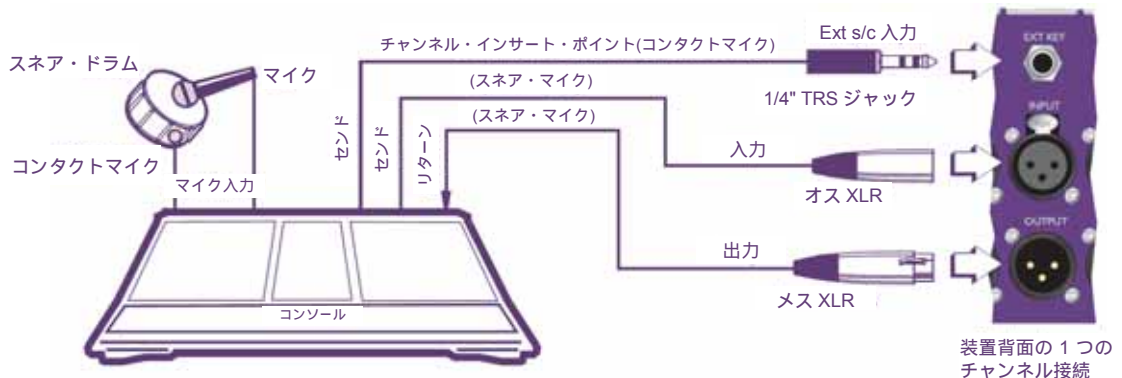 チャンネル・インサート・ポイント(コンタクトマイク)
Ext s/c 入力
EXT KEY
スネア・ドラム
マイク
(スネア・マイク)
1/4" TRS ジャック
(スネア・マイク)
センド
センド
リターン
INPUT
コンタクトマイク
マイク入力
入力
オス XLR
OUTPUT
出力
メス XLR
コンソール
装置背面の 1 つの
チャンネル接続